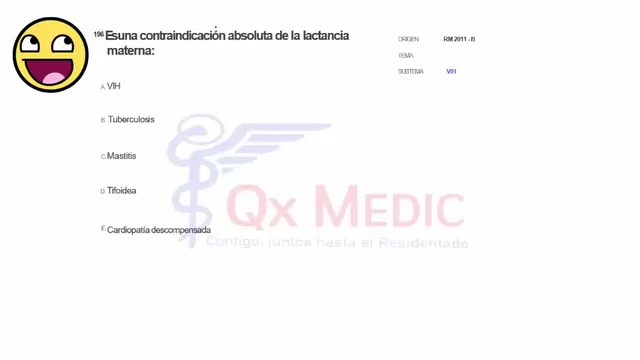 196 Esuna contraindicación absoluta de la lactancia
materna:
ORIGEN RM 2011 - B
TEMA
SUBTEMA VIH
A. VIH
B. Tuberculosis
C. Mastitis
D. Tifoidea
E. Cardiopatía descompensada
Qx MEDIC
Contigo, juntos hasta el Residentado